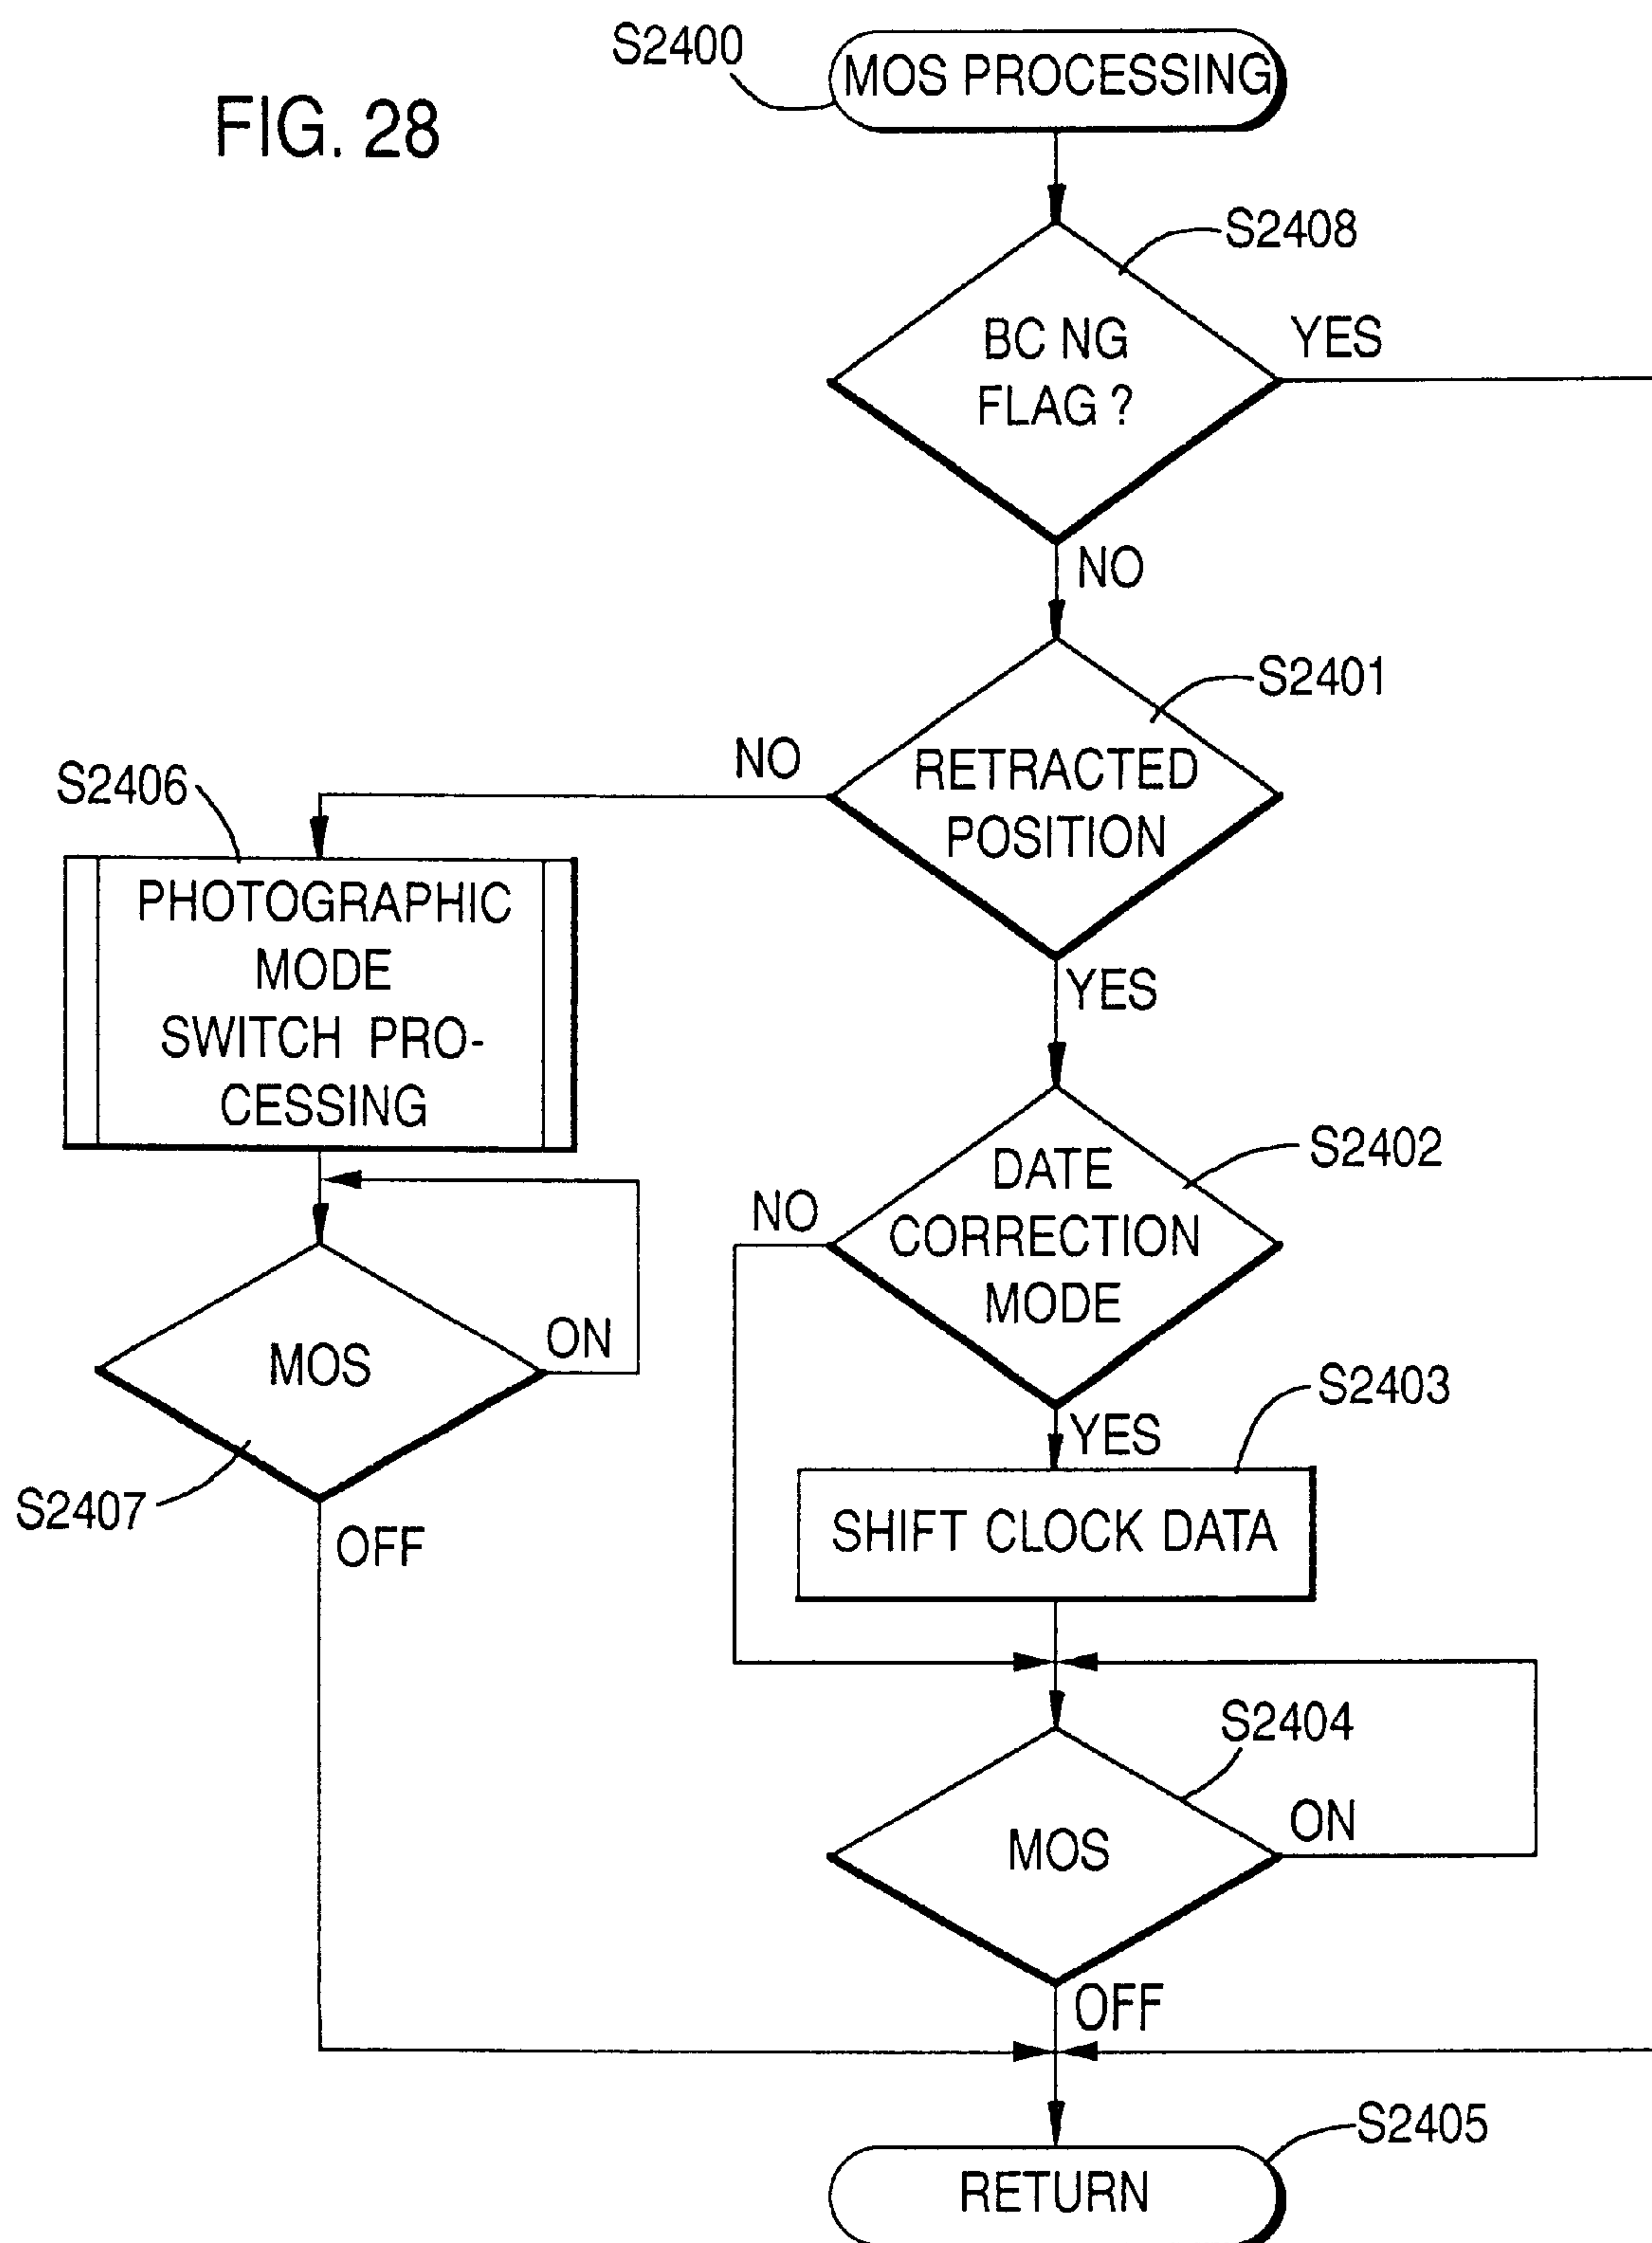 FIG. 28
S2400
MOS PROCESSING
S2408
BC NG
FLAG ?
YES
NO
S2401
RETRACTED
POSITION
NO
YES
S2406
PHOTOGRAPHIC
MODE
SWITCH PRO-
CESSING
S2402
DATE
CORRECTION
MODE
NO
YES
S2403
SHIFT CLOCK DATA
MOS
ON
S2407
OFF
S2404
MOS
ON
OFF
S2405
RETURN